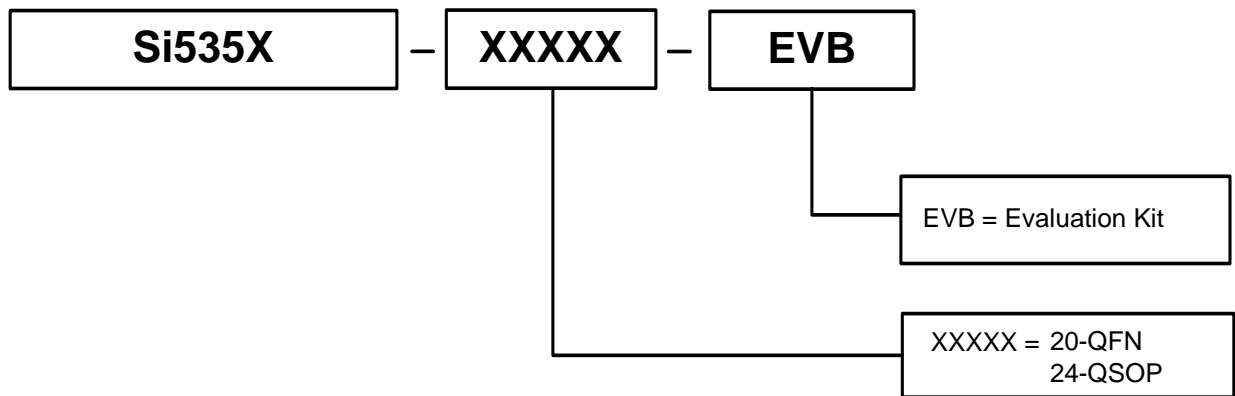 Si535X – XXXXX – EVB
EVB = Evaluation Kit
XXXXX = 20-QFN
24-QSOP